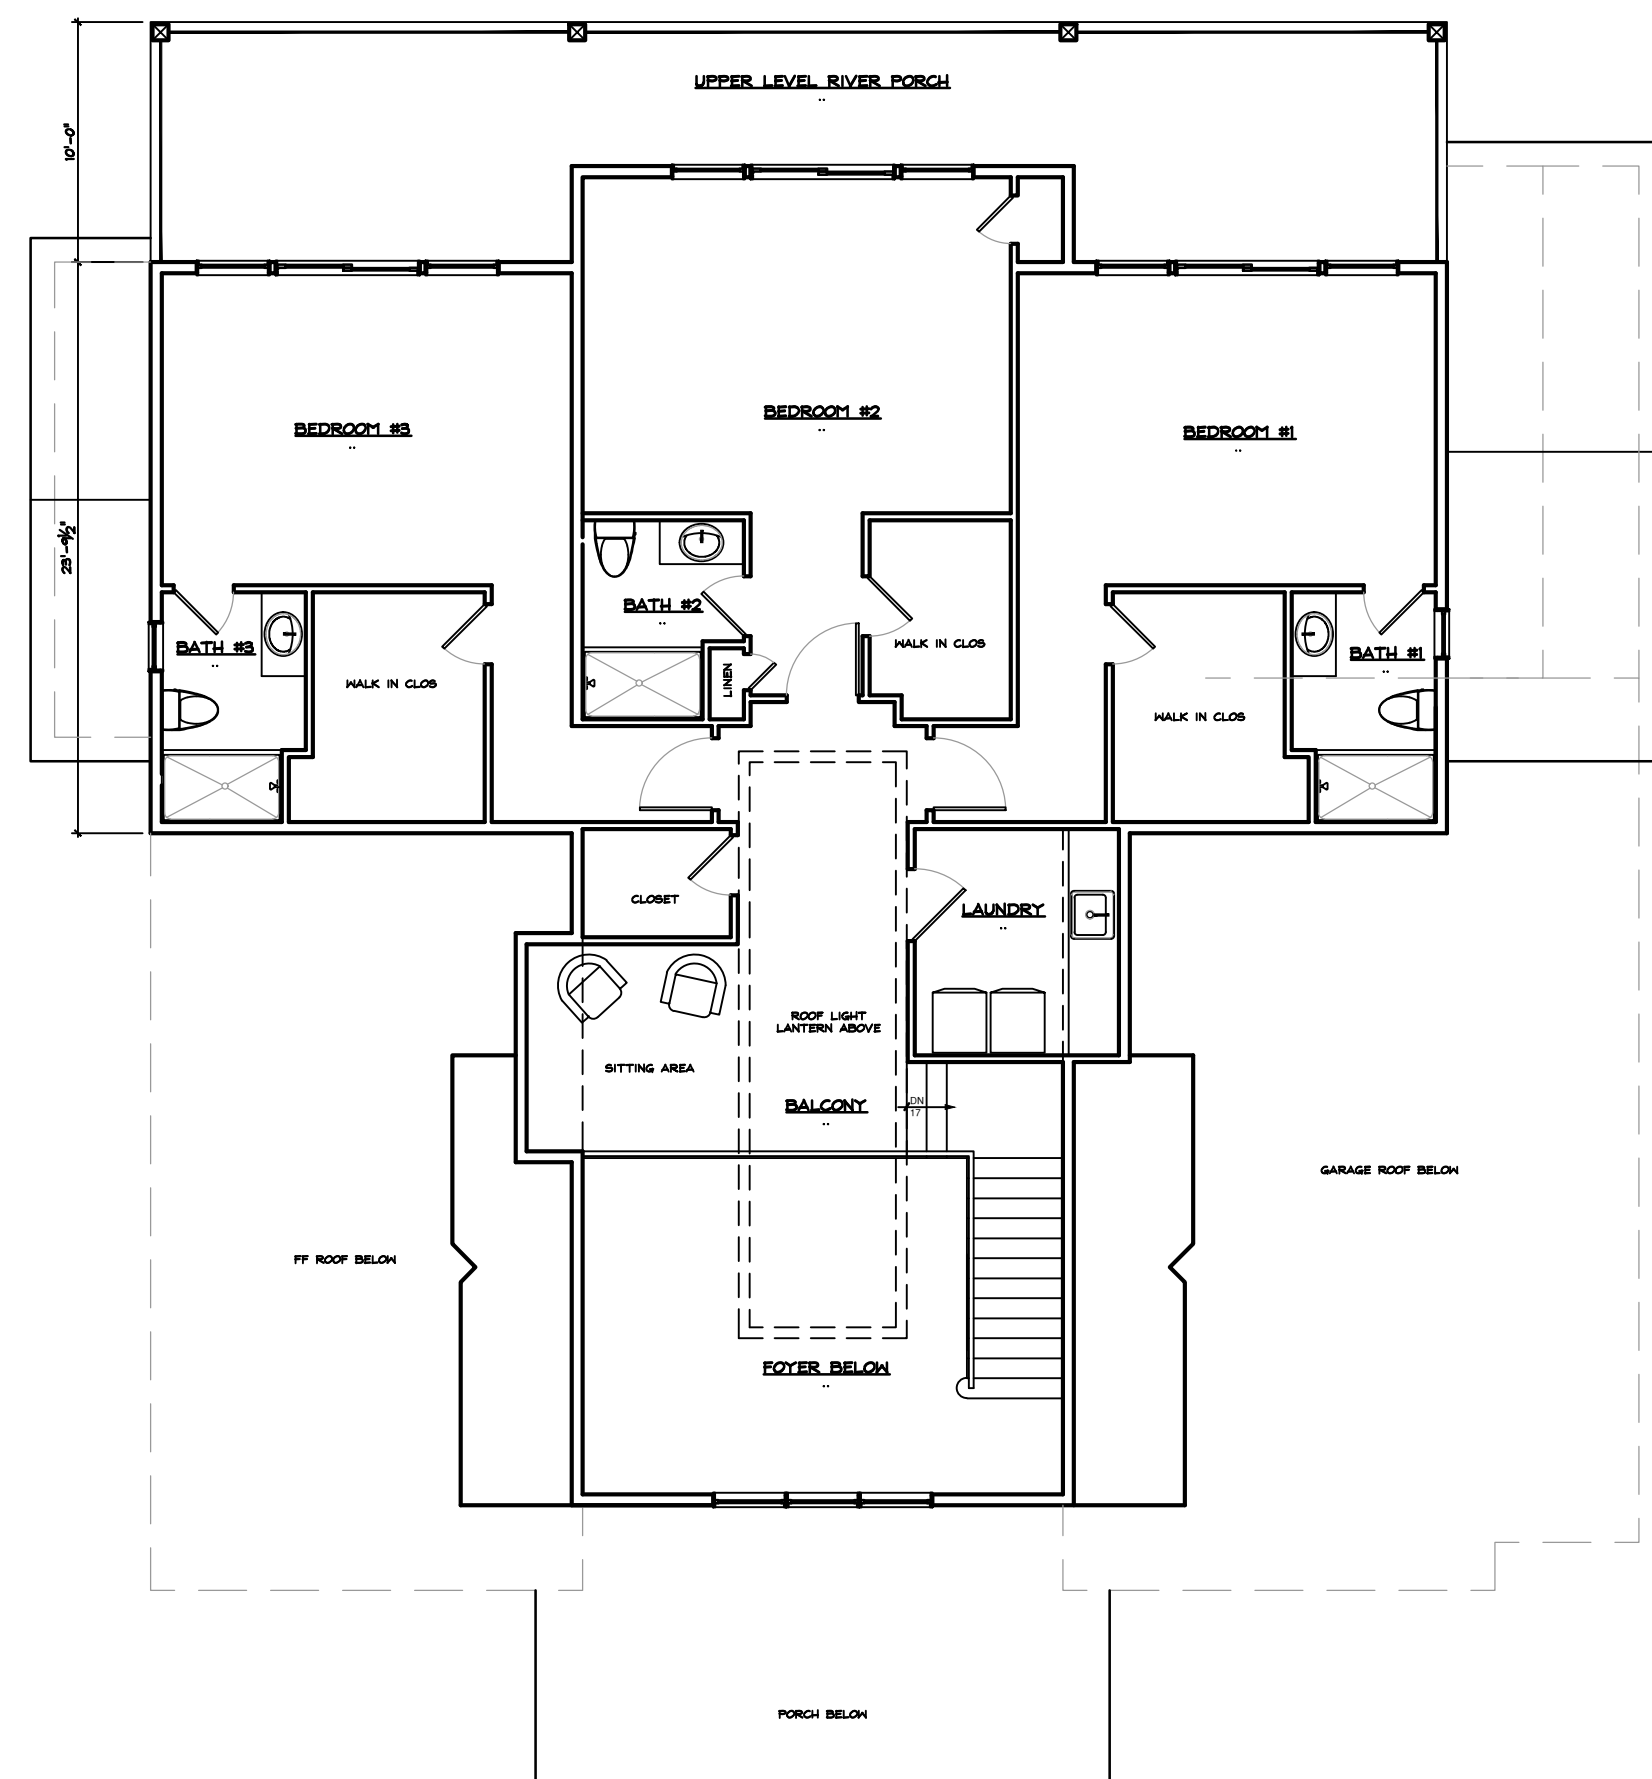 UPPER LEVEL RIVER PORCH
10'-0"
BEDROOM #2
BEDROOM #3
BEDROOM #1
23'-9½"
BATH #2
WALK IN CLOS
BATH #3
BATH #1
LINEN
WALK IN CLOS
WALK IN CLOS
CLOSET
LAUNDRY
ROOF LIGHT
LANTERN ABOVE
SITTING AREA
BALCONY
DN
17
GARAGE ROOF BELOW
FF ROOF BELOW
FOYER BELOW
PORCH BELOW